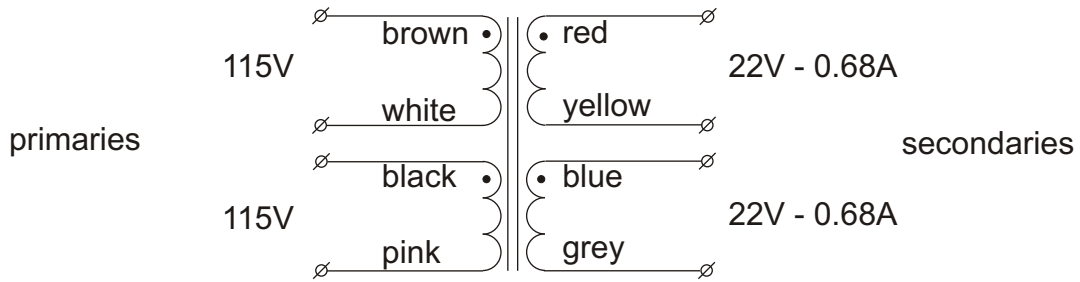 brown
red
115V
22V - 0.68A
white
yellow
primaries
secondaries
black
blue
115V
22V - 0.68A
pink
grey